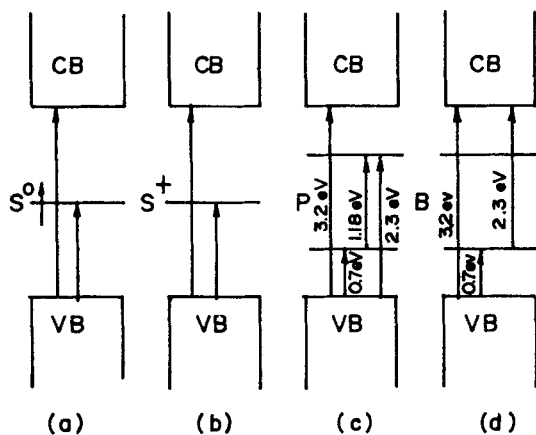 CB
CB
CB
CB
S° 
S+
P
3.2 eV
1.18 eV
2.3 eV
0.7eV
B
3.2 eV
2.3 eV
0.7eV
VB
VB
VB
VB
(a)
(b)
(c)
(d)